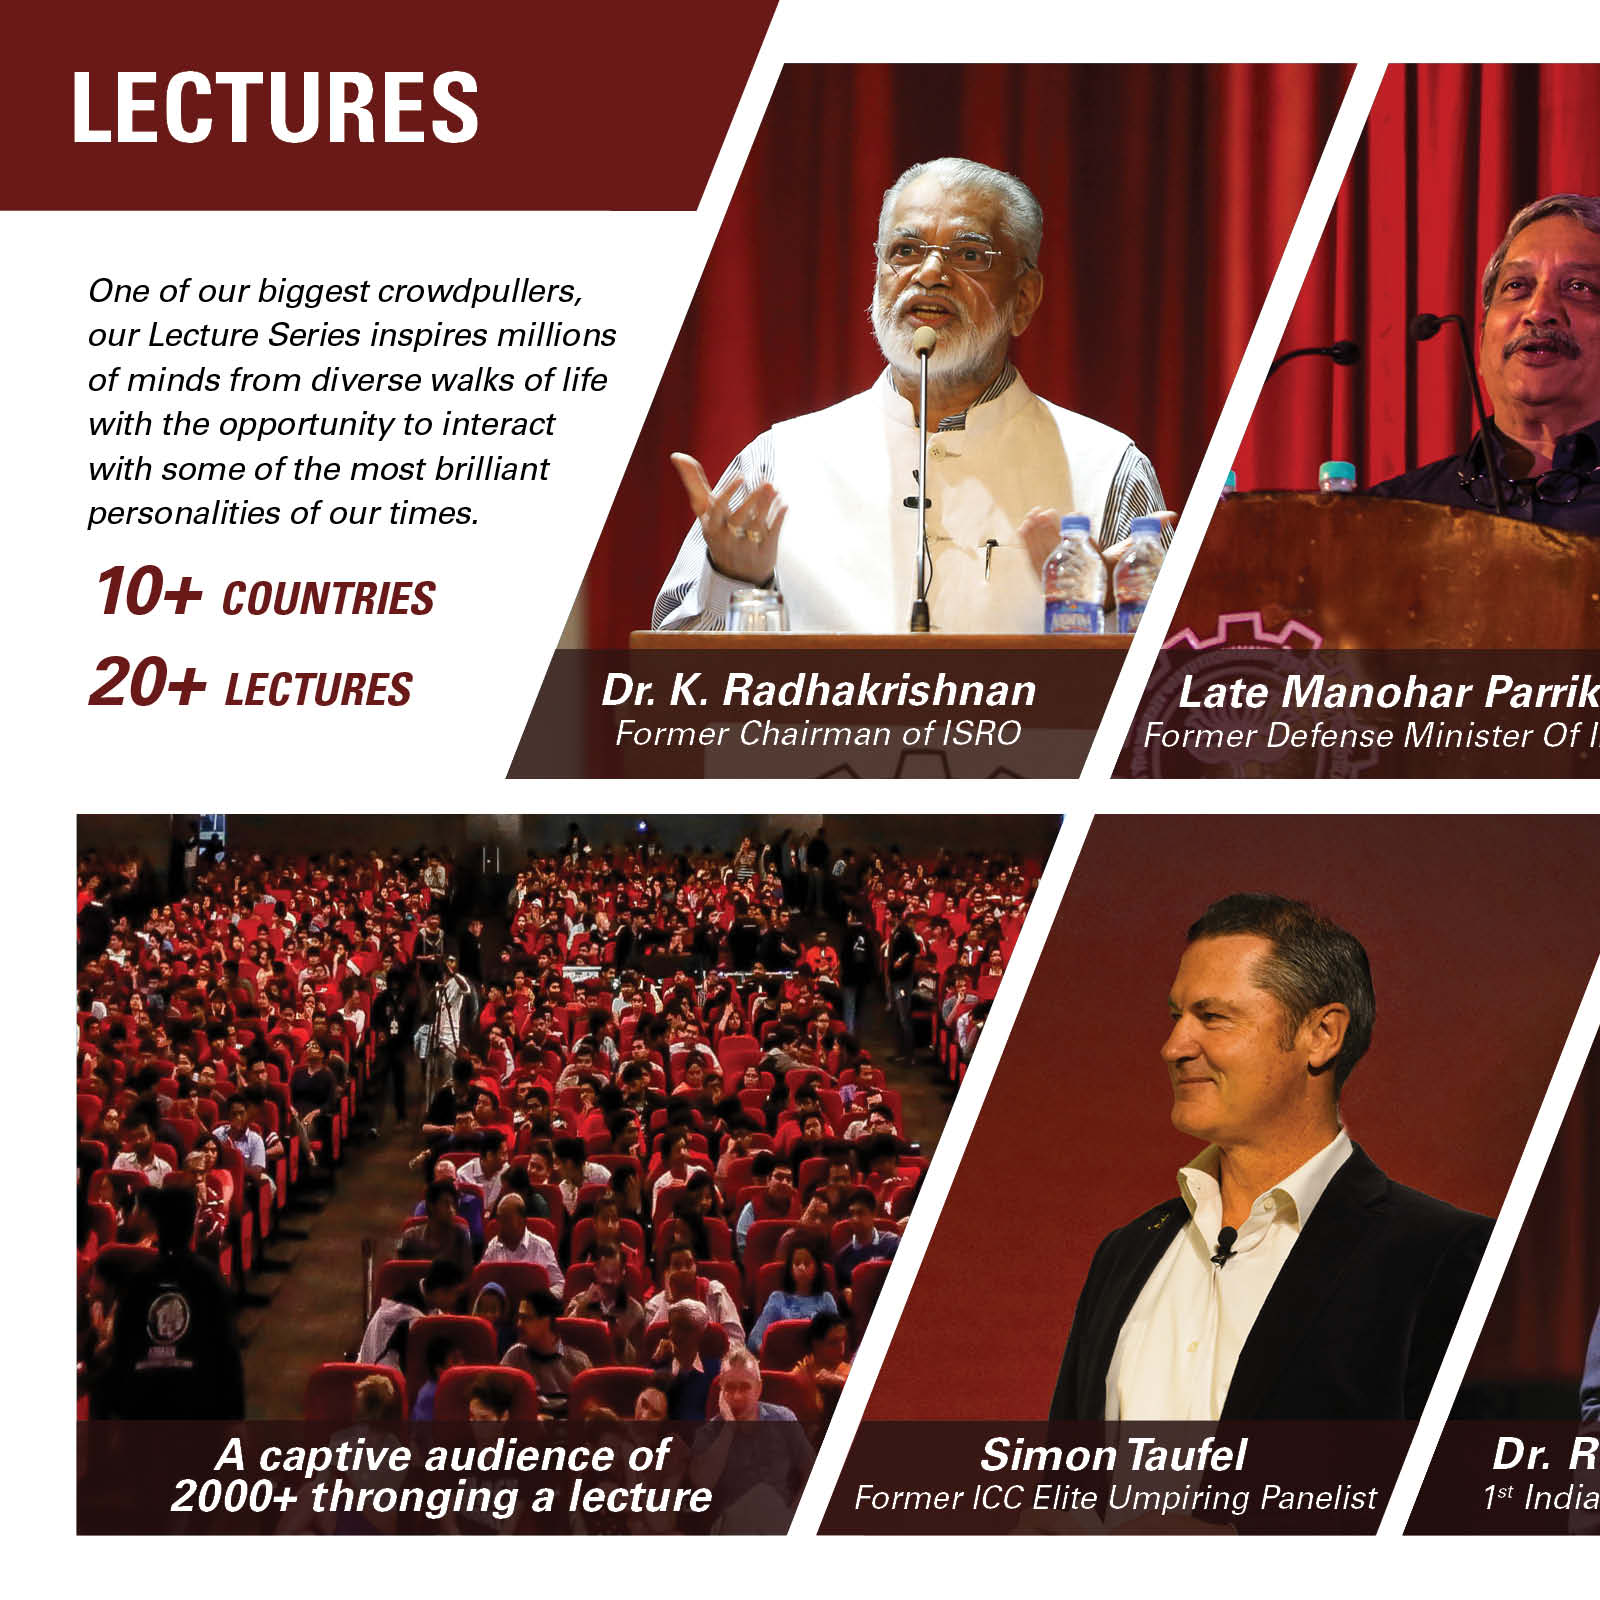 LECTURES
One of our biggest crowdpullers,
our Lecture Series inspires millions
of minds from diverse walks of life
with the opportunity to interact
with some of the most brilliant
personalities of our times.
10+ COUNTRIES
20+ LECTURES
Dr. K. Radhakrishnan
Former Chairman of ISRO
Late Manohar Parrik
Former Defense Minister Of I
A captive audience of
2000+ thronging a lecture
Simon Taufel
Former ICC Elite Umpiring Panelist
Dr. R
1st India